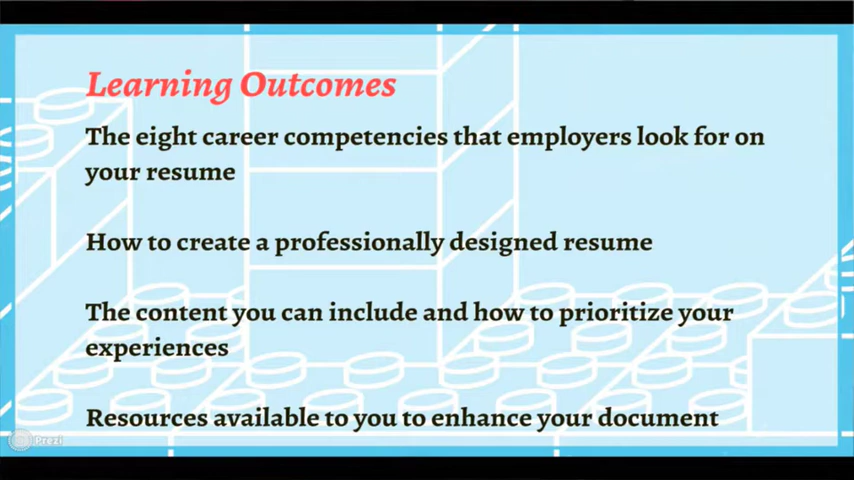 Learning Outcomes
The eight career competencies that employers look for on
your resume
How to create a professionally designed resume
The content you can include and how to prioritize your
experiences
Resources available to you to enhance your document
Prezi